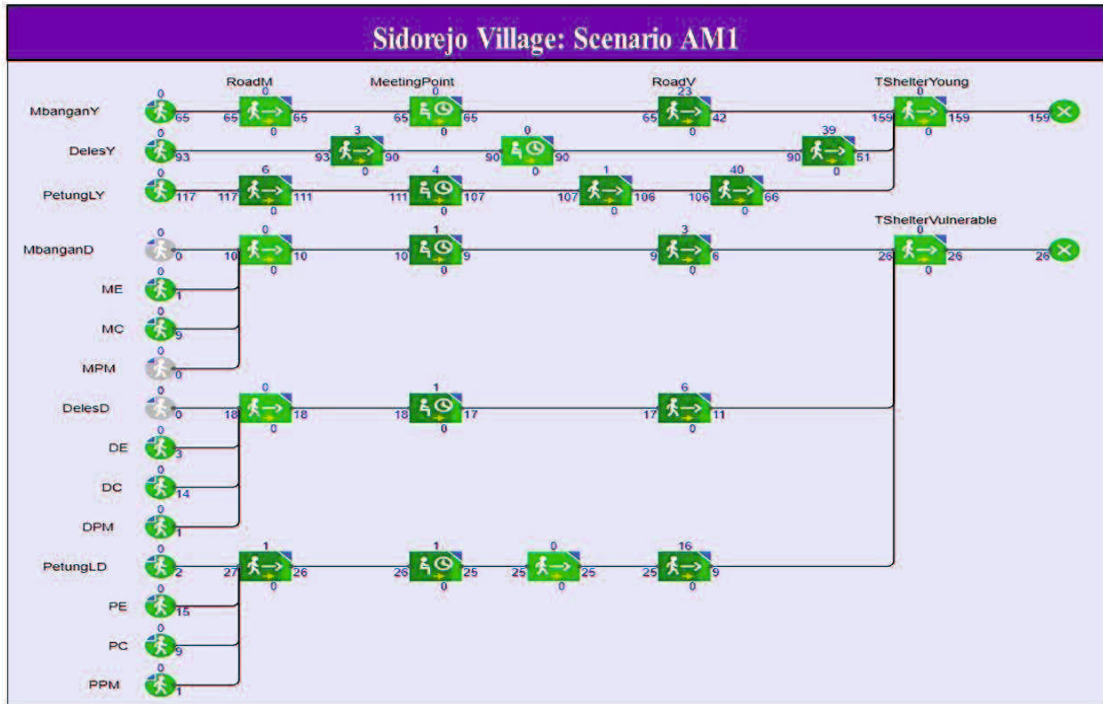 Sidorejo Village: Scenario AM1
RoadM MeetingPoint RoadV TShelterYoung
0 0 0 23 0
MbanganY 65 65 65 65 65 65 42 159 159 159
0 0 0 0
0 3 0 39
DelesY 93 93 90 90 90 90 51
0 0 0
0 6 4 1 40
PetungLY 117 117 111 111 107 107 106 106 66
0 0 0 0
TShelterVulnerable
0 0 1 3 0
MbanganD 0 10 10 10 9 9 6 26 26 26
0 0 0 0
0
ME 1
0
MC 9
0
MPM 0
0 0 1 6
DelesD 0 18 18 18 17 17 11
0 0 0
0
DE 3
0
DC 14
0
DPM 1
0 1 1 0 16
PetungLD 2 27 26 26 25 25 25 25 9
0 0 0 0
0
PE 15
0
PC 9
0
PPM 1